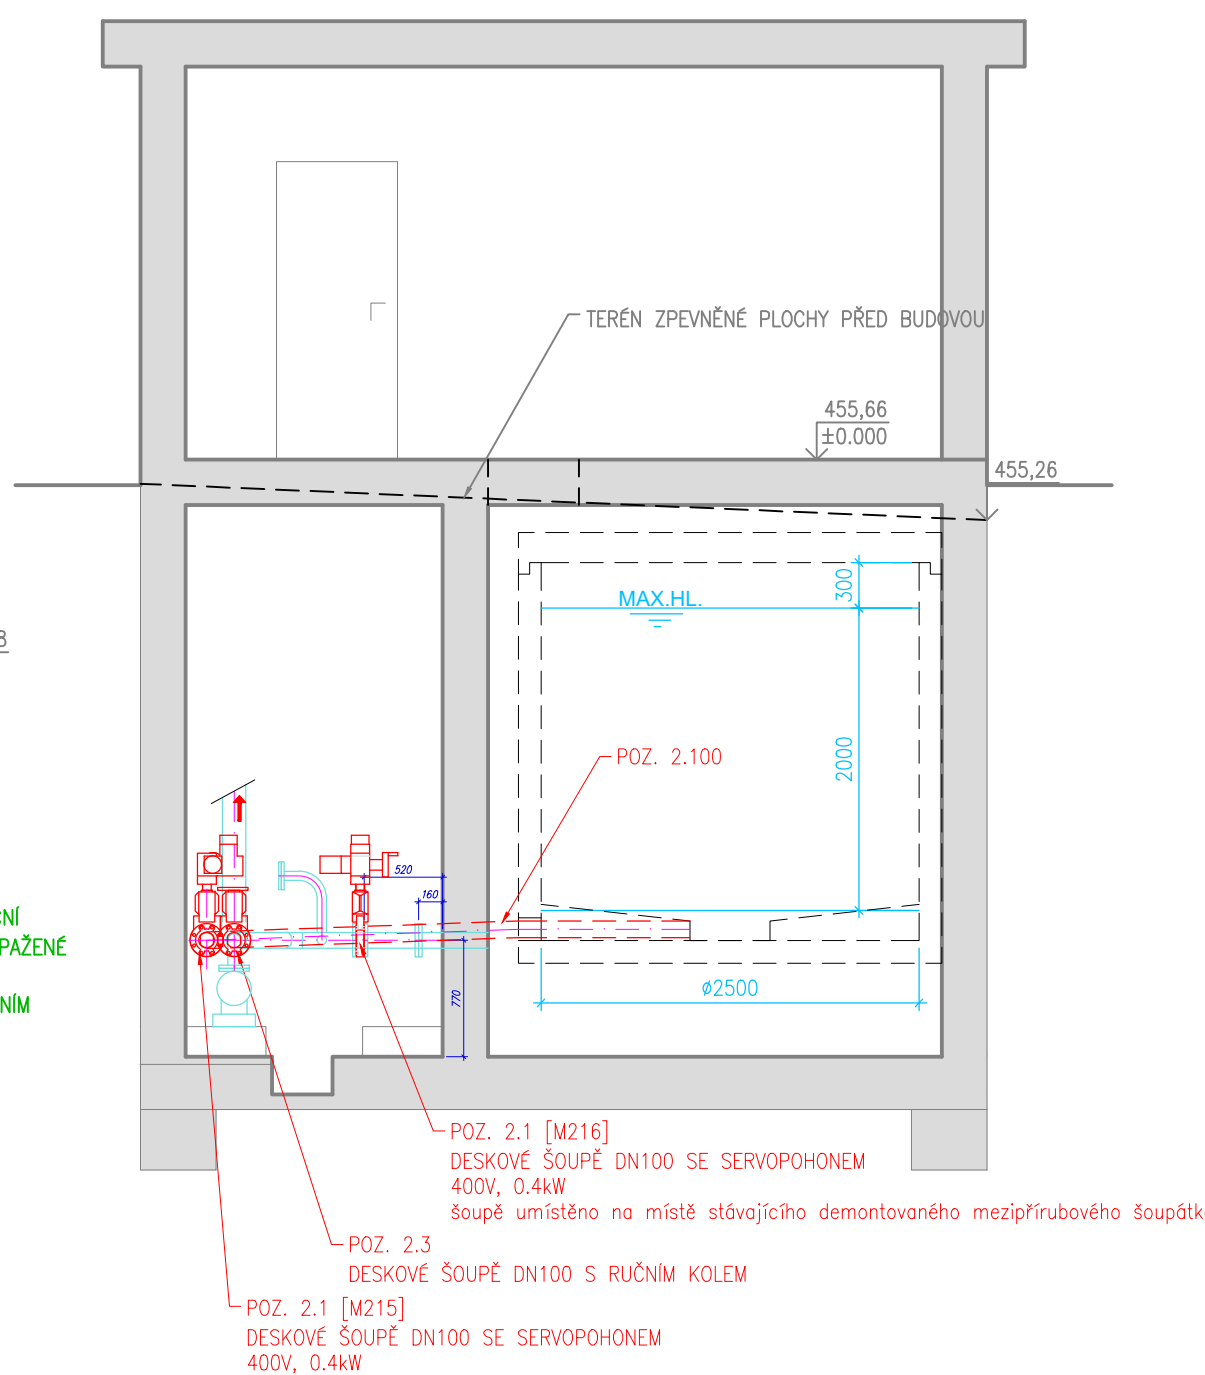 TERÉN ZPEVNĚNÉ PLOCHY PŘED BUDOVOU
455,66
±0.000
455,26
300
MAX.HL.
8
2000
POZ. 2.100
520
160
PAŽENÉ
770
ø2500
POZ. 2.1 [M216]
DESKOVÉ ŠOUPĚ DN100 SE SERVOPOHONEM
400V, 0.4kW
šoupě umístěno na místě stávajícího demontovaného mezipřírubového šoupátk
POZ. 2.3
DESKOVÉ ŠOUPĚ DN100 S RUČNÍM KOLEM
POZ. 2.1 [M215]
DESKOVÉ ŠOUPĚ DN100 SE SERVOPOHONEM
400V, 0.4kW